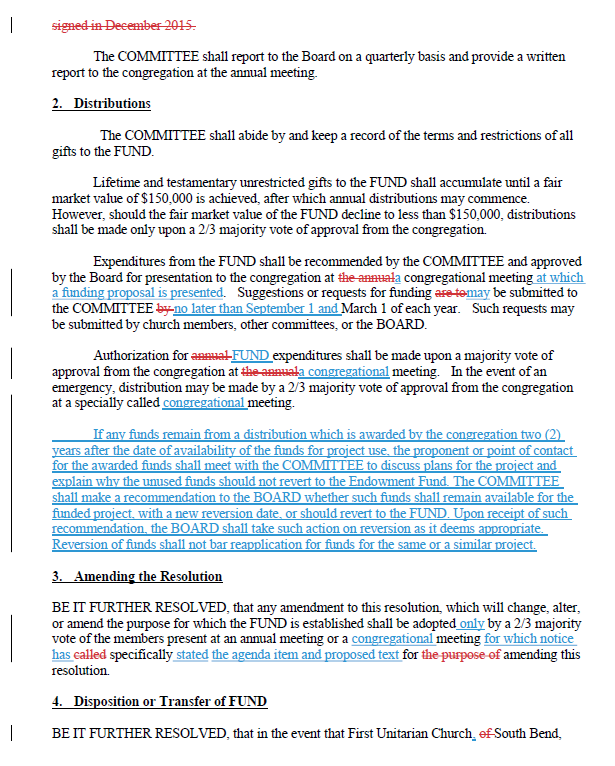 signed in December 2015.
The COMMITTEE shall report to the Board on a quarterly basis and provide a written
report to the congregation at the annual meeting.
2. Distributions
The COMMITTEE shall abide by and keep a record of the terms and restrictions of all
gifts to the FUND.
Lifetime and testamentary unrestricted gifts to the FUND shall accumulate until a fair
market value of $150,000 is achieved, after which annual distributions may commence.
However, should the fair market value of the FUND decline to less than $150,000, distributions
shall be made only upon a 2/3 majority vote of approval from the congregation.
Expenditures from the FUND shall be recommended by the COMMITTEE and approved
by the Board for presentation to the congregation at the annuala congregational meeting at which
a funding proposal is presented. Suggestions or requests for funding are tomay be submitted to
the COMMITTEE by no later than September 1 and March 1 of each year. Such requests may
be submitted by church members, other committees, or the BOARD.
Authorization for annual FUND expenditures shall be made upon a majority vote of
approval from the congregation at the annuala congregational meeting. In the event of an
emergency, distribution may be made by a 2/3 majority vote of approval from the congregation
at a specially called congregational meeting.
If any funds remain from a distribution which is awarded by the congregation two (2)
years after the date of availability of the funds for project use, the proponent or point of contact
for the awarded funds shall meet with the COMMITTEE to discuss plans for the project and
explain why the unused funds should not revert to the Endowment Fund. The COMMITTEE
shall make a recommendation to the BOARD whether such funds shall remain available for the
funded project, with a new reversion date, or should revert to the FUND. Upon receipt of such
recommendation, the BOARD shall take such action on reversion as it deems appropriate.
Reversion of funds shall not bar reapplication for funds for the same or a similar project.
3. Amending the Resolution
BE IT FURTHER RESOLVED, that any amendment to this resolution, which will change, alter,
or amend the purpose for which the FUND is established shall be adopted only by a 2/3 majority
vote of the members present at an annual meeting or a congregational meeting for which notice
has called specifically stated the agenda item and proposed text for the purpose of amending this
resolution.
4. Disposition or Transfer of FUND
BE IT FURTHER RESOLVED, that in the event that First Unitarian Church, of South Bend,